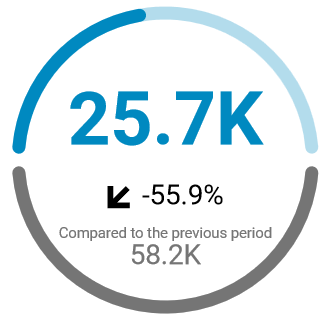 25.7K
-55.9%
Compared to the previous period
58.2K